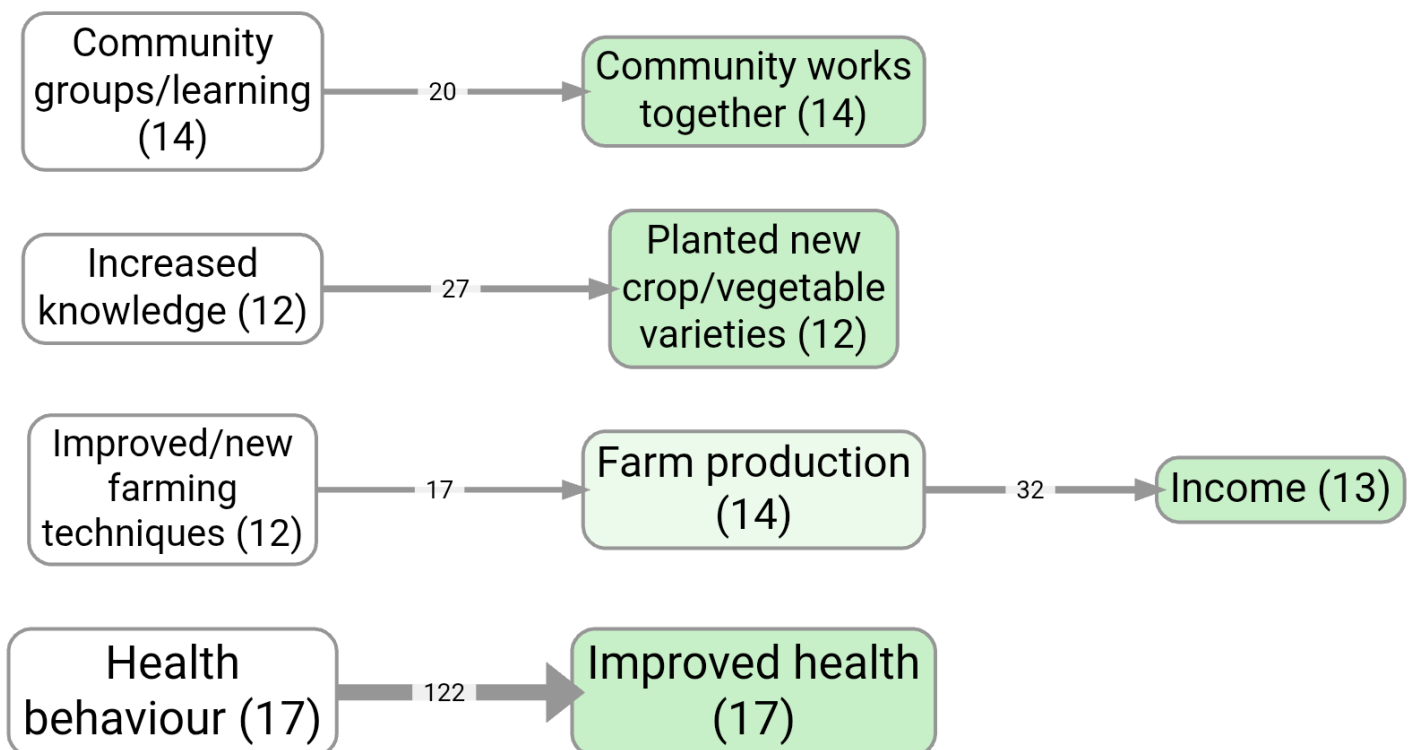 Community
groups/learning
(14)
20
Community works
together (14)
Increased
knowledge (12)
27
Planted new
crop/vegetable
varieties (12)
Improved/new
farming
techniques (12)
17
Farm production
(14)
32
Income (13)
Health
behaviour (17)
122
Improved health
(17)